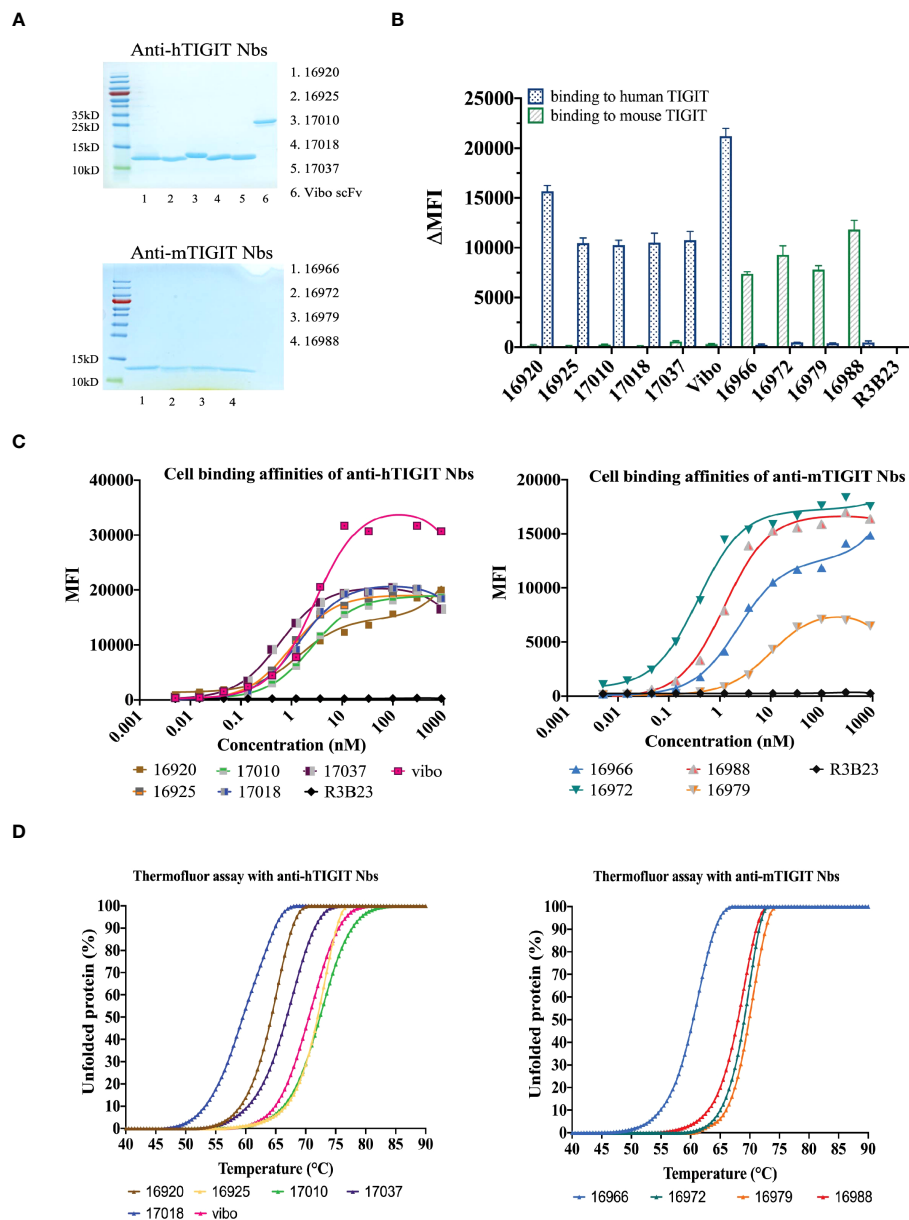 A
Anti-hTIGIT Nbs
35kD
25kD
15kD
10kD
1 2 3 4 5 6
1. 16920
2. 16925
3. 17010
4. 17018
5. 17037
6. Vibo scFv
Anti-mTIGIT Nbs
15kD
10kD
1 2 3 4
1. 16966
2. 16972
3. 16979
4. 16988
B
binding to human TIGIT
binding to mouse TIGIT
ΔMFI
25000
20000
15000
10000
5000
0
16920 16925 17010 17018 17037 Vibo 16966 16972 16979 16988 R3B23
C
Cell binding affinities of anti-hTIGIT Nbs
MFI
40000
30000
20000
10000
0
0.001 0.01 0.1 1 10 100 1000
Concentration (nM)
16920 17010 17037 vibo
16925 17018 R3B23
Cell binding affinities of anti-mTIGIT Nbs
MFI
20000
15000
10000
5000
0
0.001 0.01 0.1 1 10 100 1000
Concentration (nM)
16966 16988 R3B23
16972 16979
D
Thermofluor assay with anti-hTIGIT Nbs
Unfolded protein (%)
100
90
80
70
60
50
40
30
20
10
0
40 45 50 55 60 65 70 75 80 85 90
Temperature (°C)
16920 16925 17010 17037
17018 vibo
Thermofluor assay with anti-mTIGIT Nbs
Unfolded protein (%)
100
90
80
70
60
50
40
30
20
10
0
40 45 50 55 60 65 70 75 80 85 90
Temperature (°C)
16966 16972 16979 16988